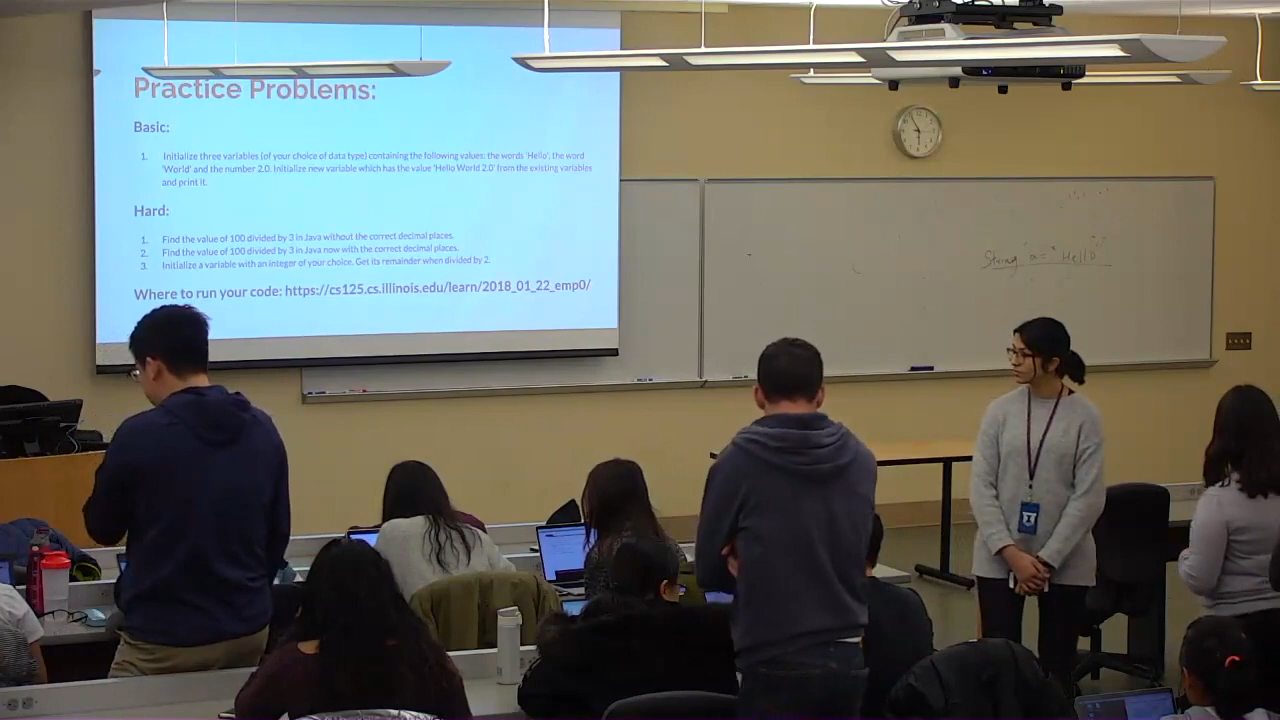 Practice Problems:
Basic:
1. Initialize three variables (of your choice of data type) containing the following values: the words 'Hello', the word
'World' and the number 2.0. Initialize new variable which has the value 'Hello World 2.0' from the existing variables
and print it.
Hard:
1. Find the value of 100 divided by 3 in Java without the correct decimal places.
2. Find the value of 100 divided by 3 in Java now with the correct decimal places.
3. Initialize a variable with an integer of your choice. Get its remainder when divided by 2.
Where to run your code: https://cs125.cs.illinois.edu/learn/2018_01_22_emp0/
String a = "Hello"